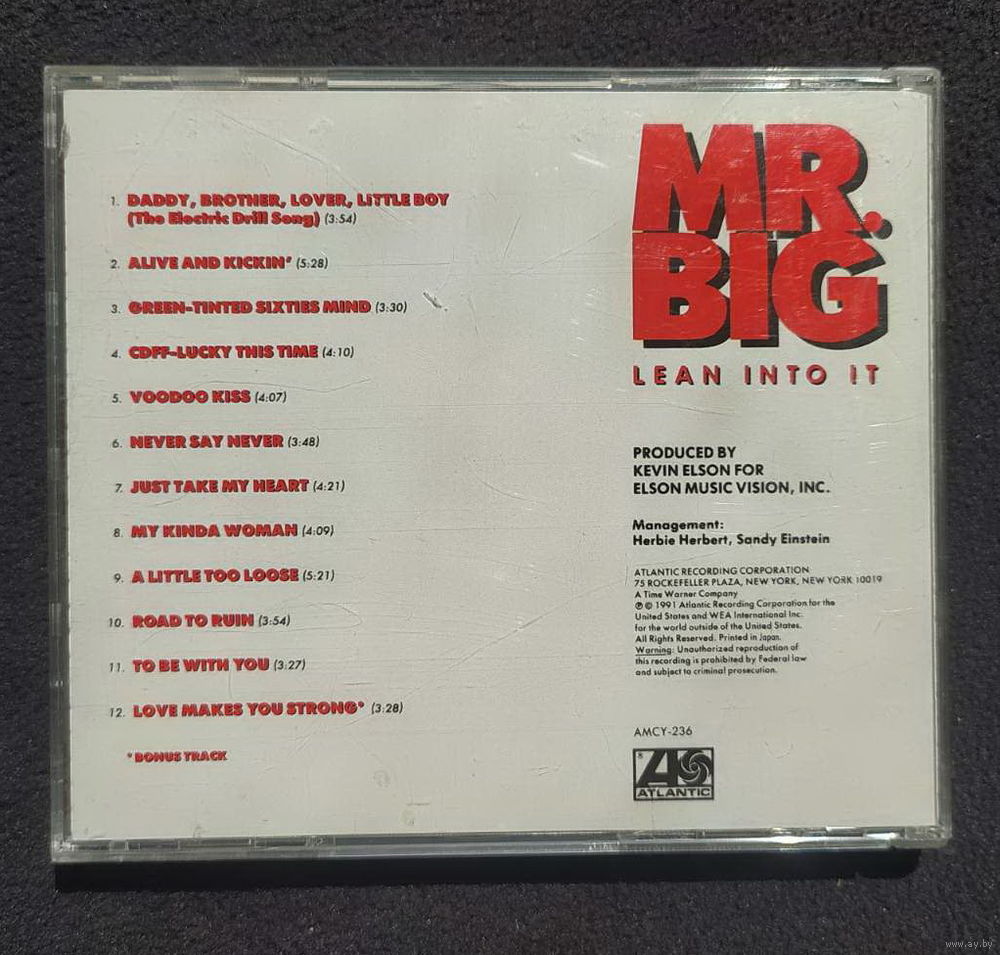 1. DADDY, BROTHER, LOVER, LITTLE BOY
(The Electric Drill Song) (3:54)
2. ALIVE AND KICKIN' (5:28)
3. GREEN-TINTED SIXTIES MIND (3:30)
4. CDFF-LUCKY THIS TIME (4:10)
5. VOODOO KISS (4:07)
6. NEVER SAY NEVER (3:48)
7. JUST TAKE MY HEART (4:21)
8. MY KINDA WOMAN (4:09)
9. A LITTLE TOO LOOSE (5:21)
10. ROAD TO RUIN (3:54)
11. TO BE WITH YOU (3:27)
12. LOVE MAKES YOU STRONG* (3:28)
*BONUS TRACK
MR.
BIG
LEAN INTO IT
PRODUCED BY
KEVIN ELSON FOR
ELSON MUSIC VISION, INC.
Management:
Herbie Herbert, Sandy Einstein
ATLANTIC RECORDING CORPORATION
75 ROCKEFELLER PLAZA, NEW YORK, NEW YORK 10019
A Time Warner Company
℗ © 1991 Atlantic Recording Corporation for the
United States and WEA International Inc.
for the world outside of the United States.
All Rights Reserved. Printed in Japan.
Warning: Unauthorized reproduction of
this recording is prohibited by Federal law
and subject to criminal prosecution.
AMCY-236
®
ATLANTIC
www.ay.by